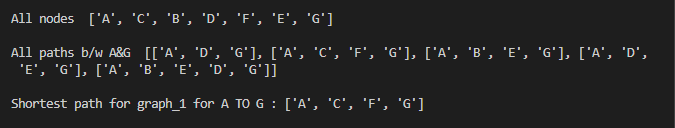 All nodes  ['A', 'C', 'B', 'D', 'F', 'E', 'G']
All paths b/w A&G  [['A', 'D', 'G'], ['A', 'C', 'F', 'G'], ['A', 'B', 'E', 'G'], ['A', 'D',
 'E', 'G'], ['A', 'B', 'E', 'D', 'G']]
Shortest path for graph_1 for A TO G : ['A', 'C', 'F', 'G']